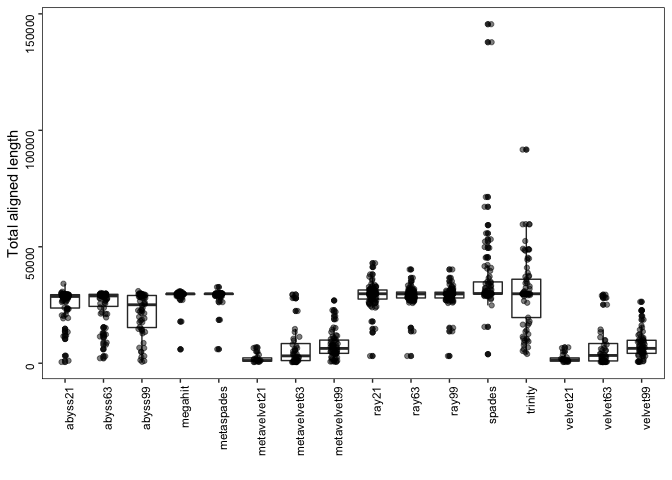 Total aligned length
150000
100000
50000
0
abyss21
abyss63
abyss99
megahit
metaspades
metavelvet21
metavelvet63
metavelvet99
ray21
ray63
ray99
spades
trinity
velvet21
velvet63
velvet99